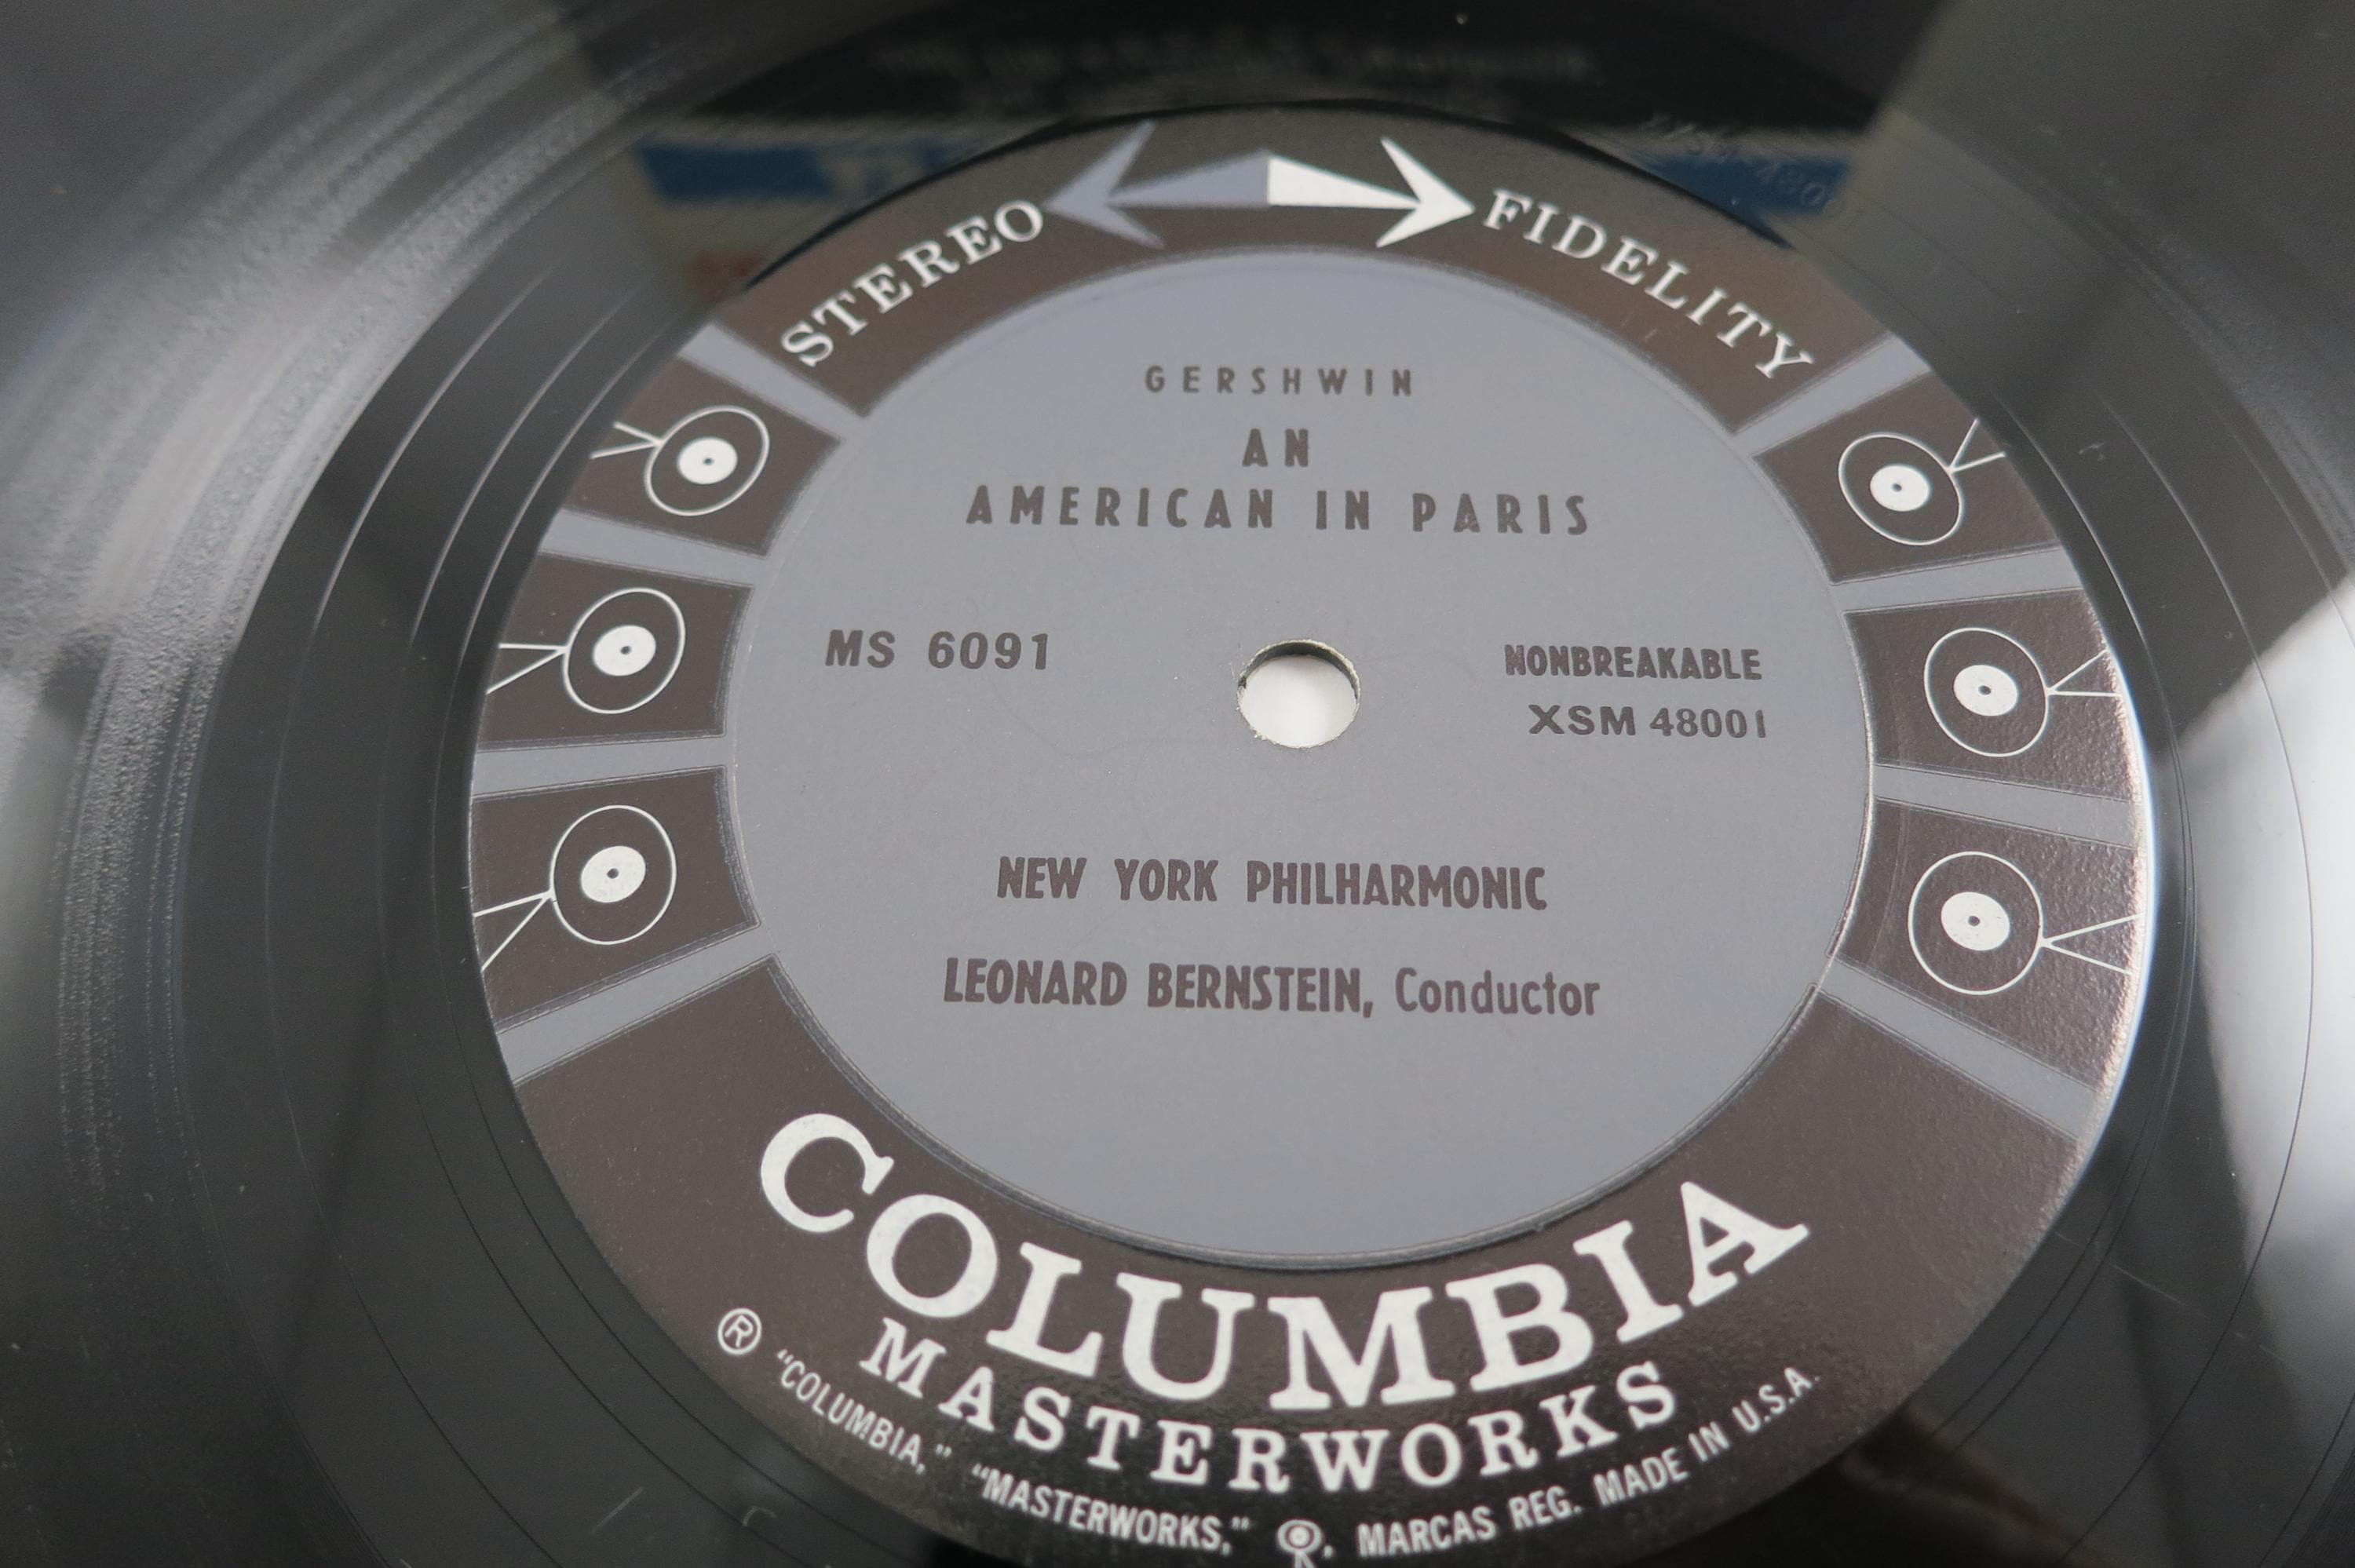 STEREO FIDELITY
GERSHWIN
AN
AMERICAN IN PARIS
MS 6091
NONBREAKABLE
XSM 48001
NEW YORK PHILHARMONIC
LEONARD BERNSTEIN, Conductor
COLUMBIA
MASTERWORKS
® "COLUMBIA," "MASTERWORKS," , MARCAS REG. MADE IN U.S.A.